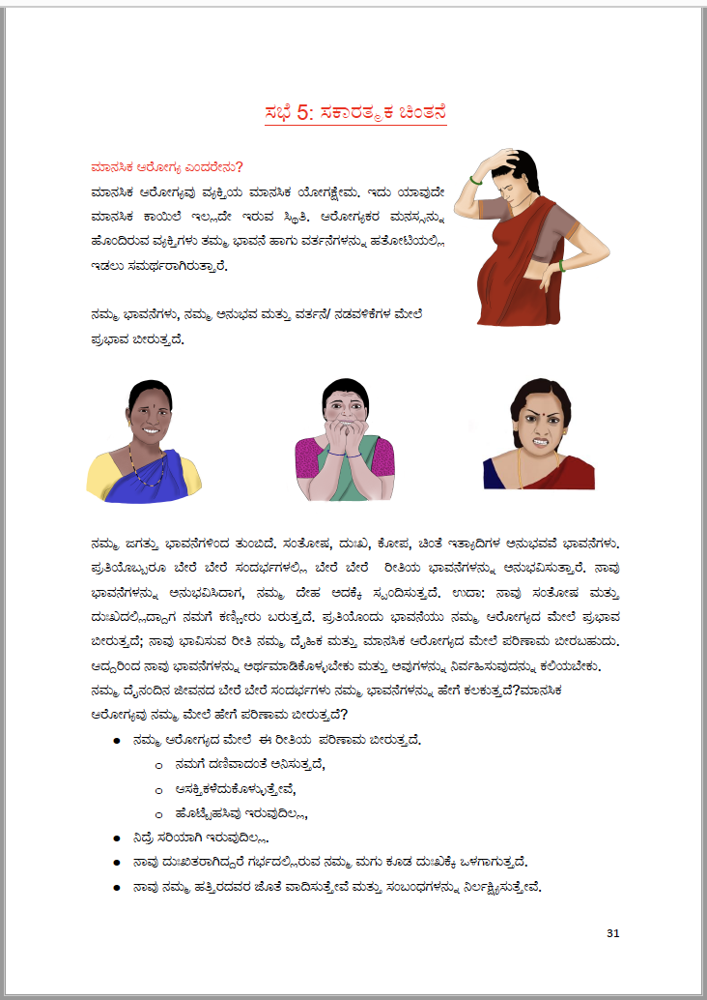 ಸಭೆ 5: ಸಕಾರತ್ಮಕ ಚಿಂತನೆ
ಮಾನಸಿಕ ಆರೋಗ್ಯ ಎಂದರೇನು?
ಮಾನಸಿಕ ಆರೋಗ್ಯವು ವ್ಯಕ್ತಿಯ ಮಾನಸಿಕ ಯೋಗಕ್ಷೇಮ. ಇದು ಯಾವುದೇ
ಮಾನಸಿಕ ಕಾಯಿಲೆ ಇಲ್ಲದೇ ಇರುವ ಸ್ಥಿತಿ. ಆರೋಗ್ಯಕರ ಮನಸ್ಸನ್ನು
ಹೊಂದಿರುವ ವ್ಯಕ್ತಿಗಳು ತಮ್ಮ ಭಾವನೆ ಹಾಗು ವರ್ತನೆಗಳನ್ನು ಹತೋಟಿಯಲ್ಲಿ
ಇಡಲು ಸಮರ್ಥರಾಗಿರುತ್ತಾರೆ.
ನಮ್ಮ ಭಾವನೆಗಳು, ನಮ್ಮ ಅನುಭವ ಮತ್ತು ವರ್ತನೆ/ ನಡವಳಿಕೆಗಳ ಮೇಲೆ
ಪ್ರಭಾವ ಬೀರುತ್ತದೆ.
ನಮ್ಮ ಜಗತ್ತು ಭಾವನೆಗಳಿಂದ ತುಂಬಿದೆ. ಸಂತೋಷ, ದುಃಖ, ಕೋಪ, ಚಿಂತೆ ಇತ್ಯಾದಿಗಳ ಅನುಭವವೆ ಭಾವನೆಗಳು.
ಪ್ರತಿಯೊಬ್ಬರೂ ಬೇರೆ ಬೇರೆ ಸಂದರ್ಭಗಳಲ್ಲಿ ಬೇರೆ ಬೇರೆ ರೀತಿಯ ಭಾವನೆಗಳನ್ನು ಅನುಭವಿಸುತ್ತಾರೆ. ನಾವು
ಭಾವನೆಗಳನ್ನು ಅನುಭವಿಸಿದಾಗ, ನಮ್ಮ ದೇಹ ಅದಕ್ಕೆ ಸ್ಪಂದಿಸುತ್ತದೆ. ಉದಾ: ನಾವು ಸಂತೋಷ ಮತ್ತು
ದುಃಖದಲ್ಲಿದ್ದಾಗ ನಮಗೆ ಕಣ್ಣೀರು ಬರುತ್ತದೆ. ಪ್ರತಿಯೊಂದು ಭಾವನೆಯು ನಮ್ಮ ಆರೋಗ್ಯದ ಮೇಲೆ ಪ್ರಭಾವ
ಬೀರುತ್ತದೆ; ನಾವು ಭಾವಿಸುವ ರೀತಿ ನಮ್ಮ ದೈಹಿಕ ಮತ್ತು ಮಾನಸಿಕ ಆರೋಗ್ಯದ ಮೇಲೆ ಪರಿಣಾಮ ಬೀರಬಹುದು.
ಆದ್ದರಿಂದ ನಾವು ಭಾವನೆಗಳನ್ನು ಅರ್ಥಮಾಡಿಕೊಳ್ಳಬೇಕು ಮತ್ತು ಅವುಗಳನ್ನು ನಿರ್ವಹಿಸುವುದನ್ನು ಕಲಿಯಬೇಕು.
ನಮ್ಮ ದೈನಂದಿನ ಜೀವನದ ಬೇರೆ ಬೇರೆ ಸಂದರ್ಭಗಳು ನಮ್ಮ ಭಾವನೆಗಳನ್ನು ಹೇಗೆ ಕಲಕುತ್ತದೆ?ಮಾನಸಿಕ
ಆರೋಗ್ಯವು ನಮ್ಮ ಮೇಲೆ ಹೇಗೆ ಪರಿಣಾಮ ಬೀರುತ್ತದೆ?
● ನಮ್ಮ ಆರೋಗ್ಯದ ಮೇಲೆ ಈ ರೀತಿಯ ಪರಿಣಾಮ ಬೀರುತ್ತದೆ.
○ ನಮಗೆ ದಣಿವಾದಂತೆ ಅನಿಸುತ್ತದೆ,
○ ಆಸಕ್ತಿಕಳೆದುಕೊಳ್ಳುತ್ತೇವೆ,
○ ಹೊಟ್ಟೆಹಸಿವು ಇರುವುದಿಲ್ಲ,
● ನಿದ್ರೆ ಸರಿಯಾಗಿ ಇರುವುದಿಲ್ಲ.
● ನಾವು ದುಃಖಿತರಾಗಿದ್ದರೆ ಗರ್ಭದಲ್ಲಿರುವ ನಮ್ಮ ಮಗು ಕೂಡ ದುಃಖಕ್ಕೆ ಒಳಗಾಗುತ್ತದೆ.
● ನಾವು ನಮ್ಮ ಹತ್ತಿರದವರ ಜೊತೆ ವಾದಿಸುತ್ತೇವೆ ಮತ್ತು ಸಂಬಂಧಗಳನ್ನು ನಿರ್ಲಕ್ಷ್ಯಿಸುತ್ತೇವೆ.
31